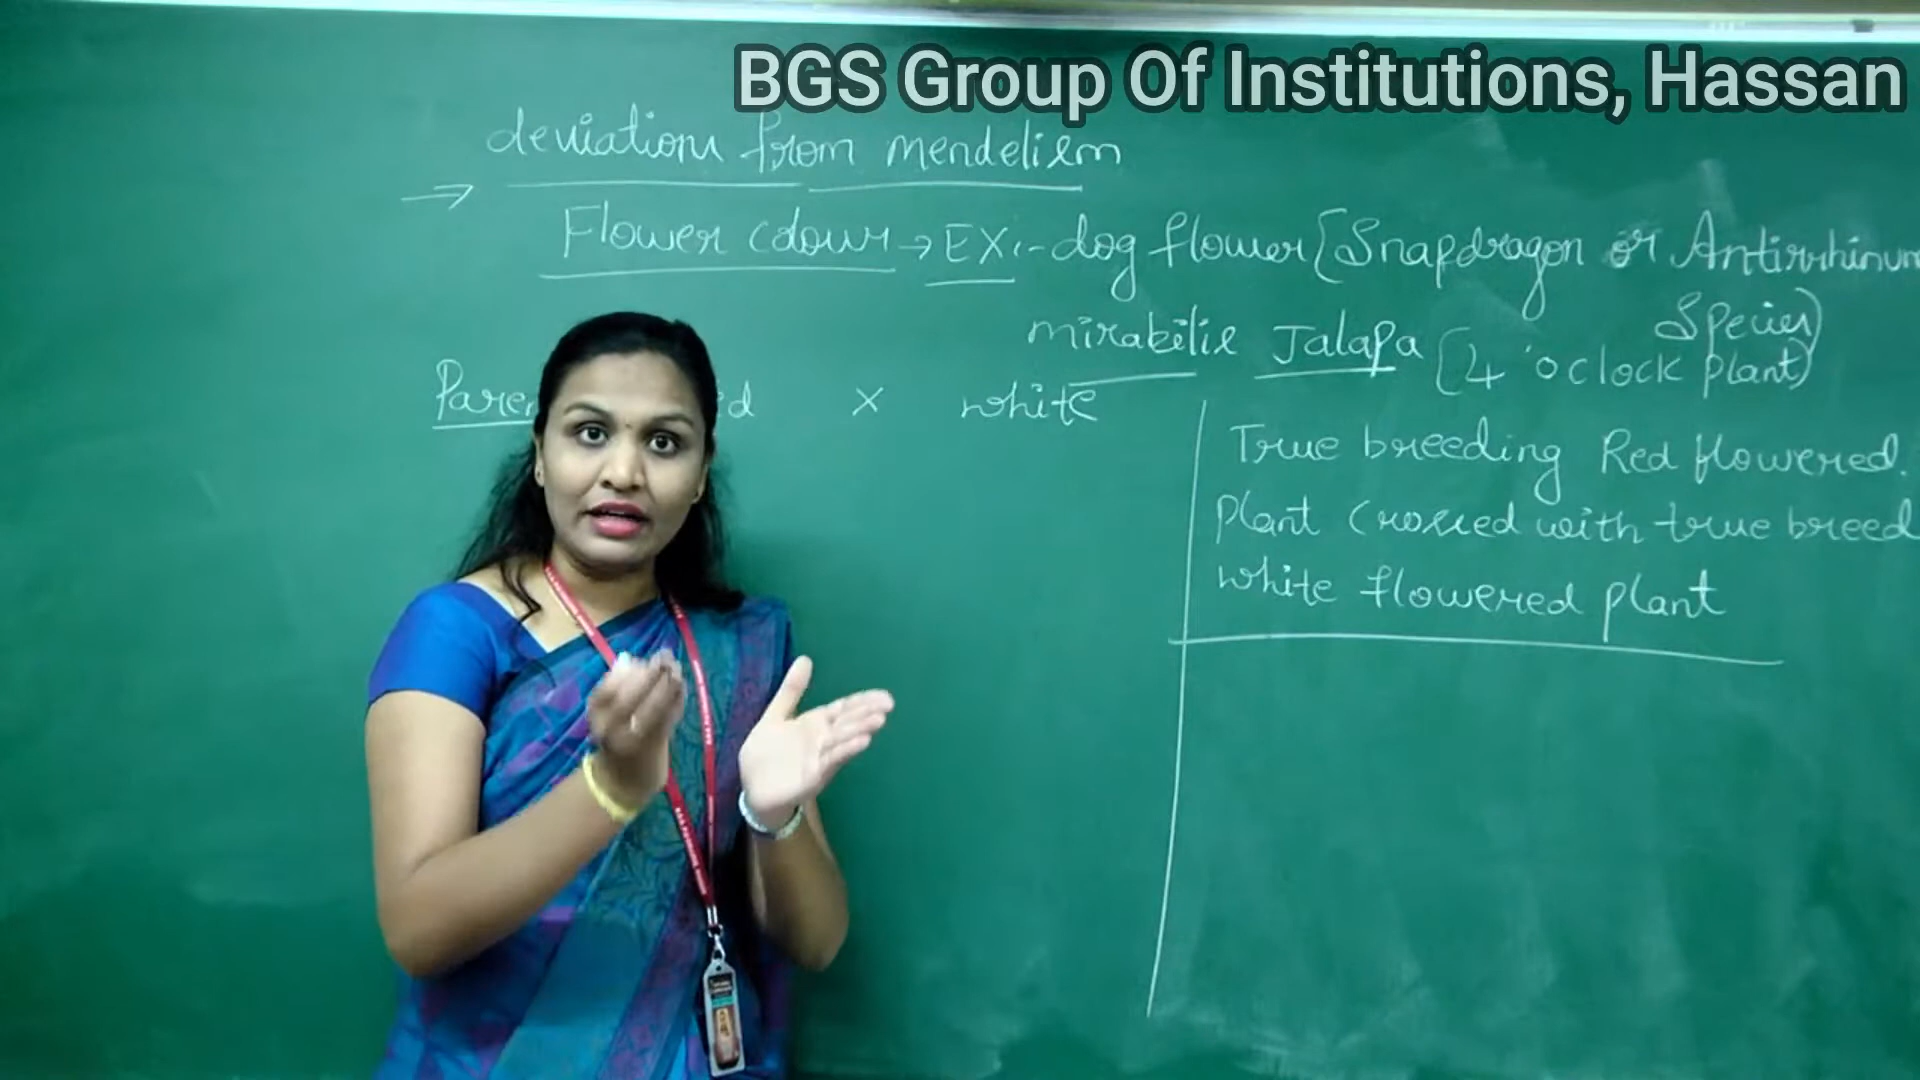 BGS Group Of Institutions, Hassan
deviations from mendelism
→ Flower colour → EX:- dog flower [Snapdragon or Antirrhinum
Species)
mirabilis Jalapa [4 'o clock plant)
× white
True breeding Red flowered.
plant crossed with true breed
white flowered plant